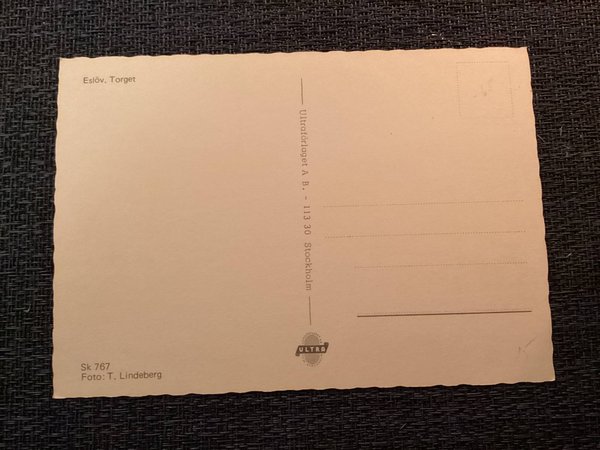 Eslöv, Torget
Ultraförlaget A B. - 113 30 Stockholm
ULTRA
Sk 767
Foto: T. Lindeberg